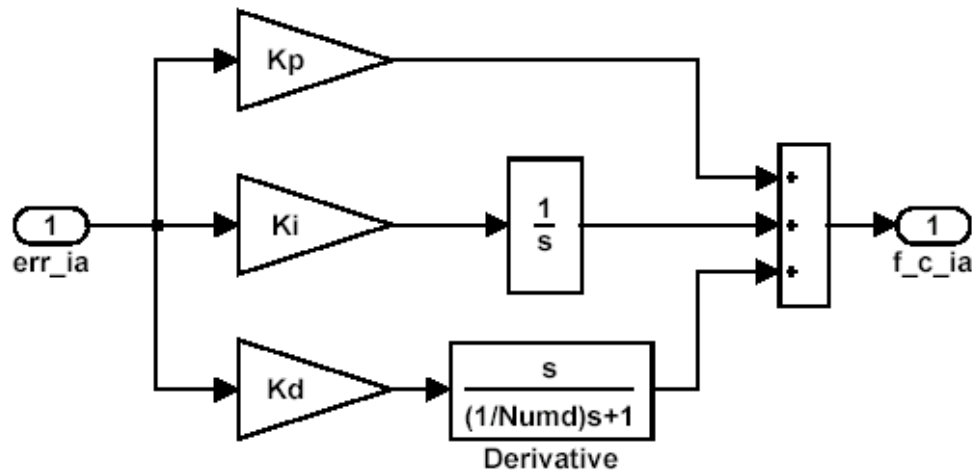 Kp
1
err_ia
Ki
1
s
+
+
+
1
f_c_ia
Kd
s
(1/Numd)s+1
Derivative